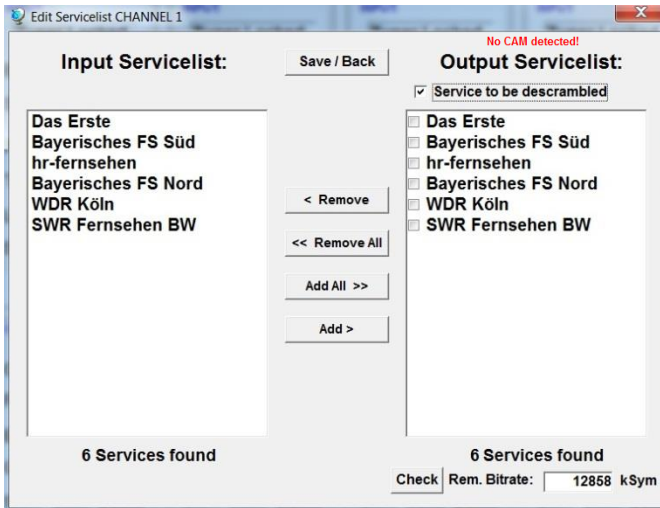 Edit Servicelist CHANNEL 1
No CAM detected!
Input Servicelist:
Save / Back
Output Servicelist:
Service to be descrambled
Das Erste
Bayerisches FS Süd
hr-fernsehen
Bayerisches FS Nord
WDR Köln
SWR Fernsehen BW
< Remove
<< Remove All
Add All >>
Add >
Das Erste
Bayerisches FS Süd
hr-fernsehen
Bayerisches FS Nord
WDR Köln
SWR Fernsehen BW
6 Services found
6 Services found
Check Rem. Bitrate: 12858 kSym